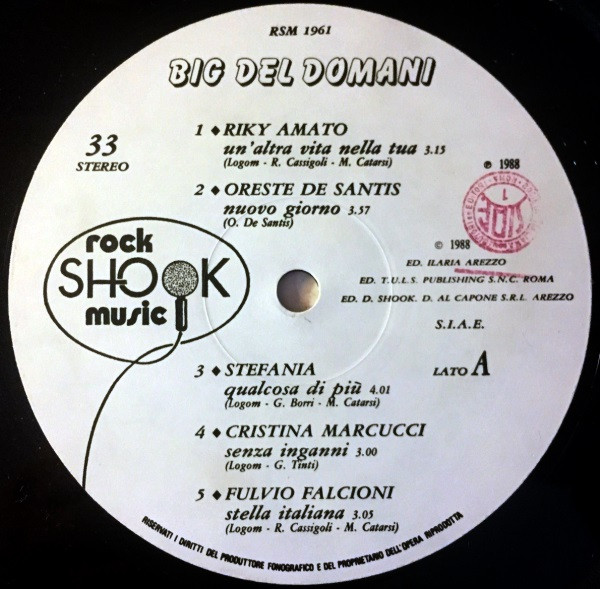 RSM 1961
BIG DEL DOMANI
33
STEREO
1 ◆ RIKY AMATO
un'altra vita nella tua 3.15
(Logom - R. Cassigoli - M. Catarsi)
℗ 1988
2 ◆ ORESTE DE SANTIS
nuovo giorno 3.57
(O. De Santis)
© 1988
ED. ILARIA AREZZO
ED. T.U.L.S. PUBLISHING S.N.C. ROMA
ED. D. SHOOK. D. AL CAPONE S.R.L. AREZZO
S.I.A.E.
rock
SHOOK
music
LATO A
3 ◆ STEFANIA
qualcosa di più 4.01
(Logom - G. Borri - M. Catarsi)
4 ◆ CRISTINA MARCUCCI
senza inganni 3.00
(Logom - G. Tinti)
5 ◆ FULVIO FALCIONI
stella italiana 3.05
(Logom - R. Cassigoli - M. Catarsi)
RISERVATI I DIRITTI DEL PRODUTTORE FONOGRAFICO E DEL PROPRIETARIO DELL'OPERA RIPRODOTTA